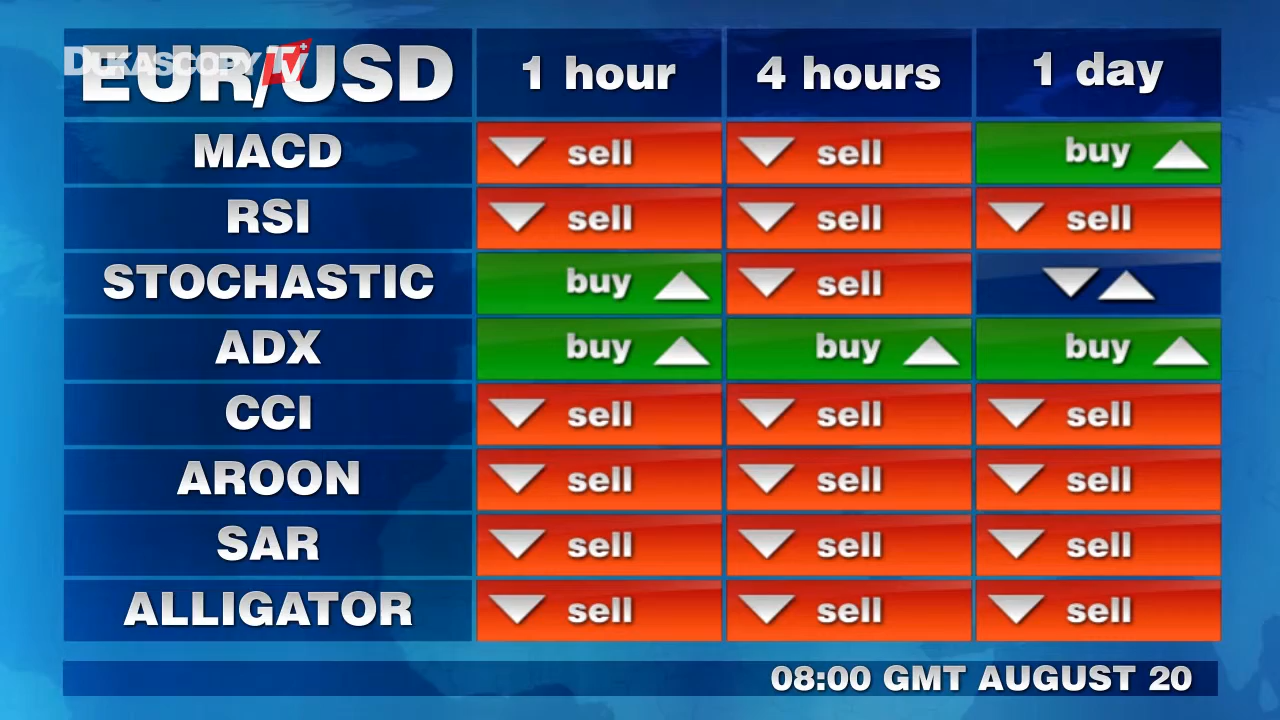 DUKASCOPY TV
EUR/USD 1 hour 4 hours 1 day
MACD sell sell buy
RSI sell sell sell
STOCHASTIC buy sell
ADX buy buy buy
CCI sell sell sell
AROON sell sell sell
SAR sell sell sell
ALLIGATOR sell sell sell
08:00 GMT AUGUST 20